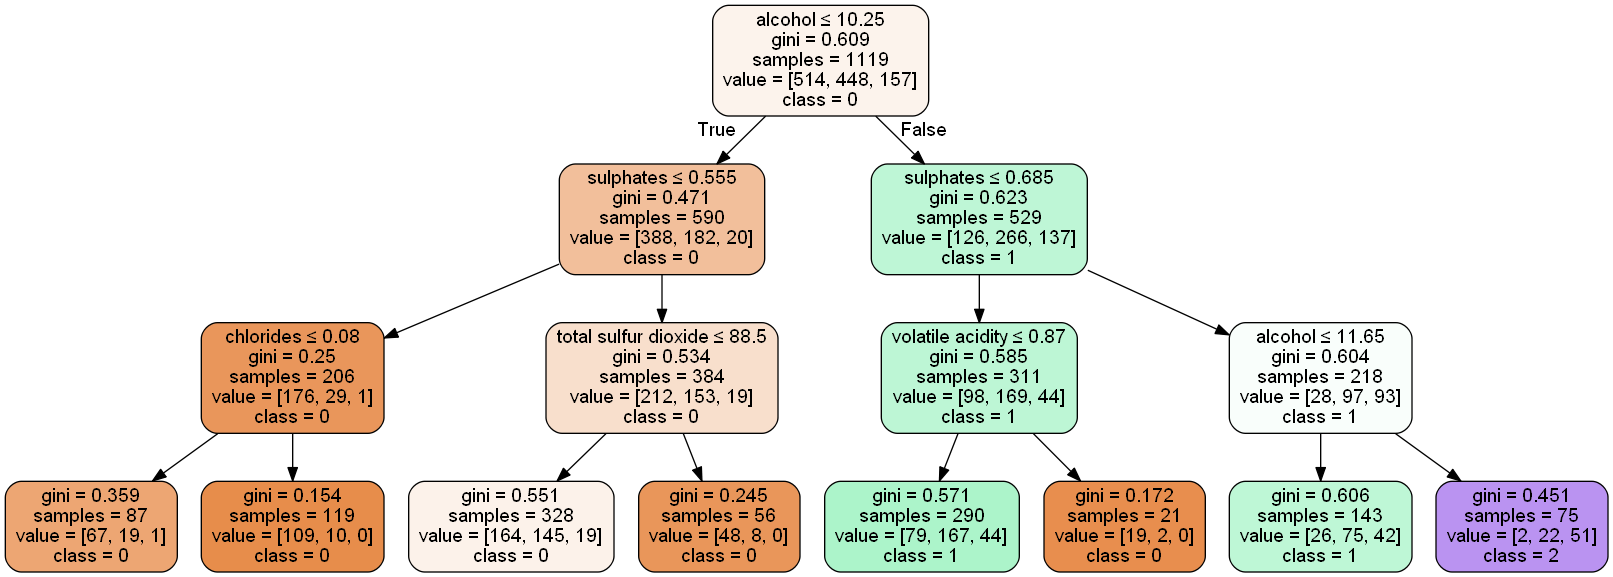 alcohol ≤ 10.25
gini = 0.609
samples = 1119
value = [514, 448, 157]
class = 0
True
False
sulphates ≤ 0.555
gini = 0.471
samples = 590
value = [388, 182, 20]
class = 0
sulphates ≤ 0.685
gini = 0.623
samples = 529
value = [126, 266, 137]
class = 1
chlorides ≤ 0.08
gini = 0.25
samples = 206
value = [176, 29, 1]
class = 0
total sulfur dioxide ≤ 88.5
gini = 0.534
samples = 384
value = [212, 153, 19]
class = 0
volatile acidity ≤ 0.87
gini = 0.585
samples = 311
value = [98, 169, 44]
class = 1
alcohol ≤ 11.65
gini = 0.604
samples = 218
value = [28, 97, 93]
class = 1
gini = 0.359
samples = 87
value = [67, 19, 1]
class = 0
gini = 0.154
samples = 119
value = [109, 10, 0]
class = 0
gini = 0.551
samples = 328
value = [164, 145, 19]
class = 0
gini = 0.245
samples = 56
value = [48, 8, 0]
class = 0
gini = 0.571
samples = 290
value = [79, 167, 44]
class = 1
gini = 0.172
samples = 21
value = [19, 2, 0]
class = 0
gini = 0.606
samples = 143
value = [26, 75, 42]
class = 1
gini = 0.451
samples = 75
value = [2, 22, 51]
class = 2